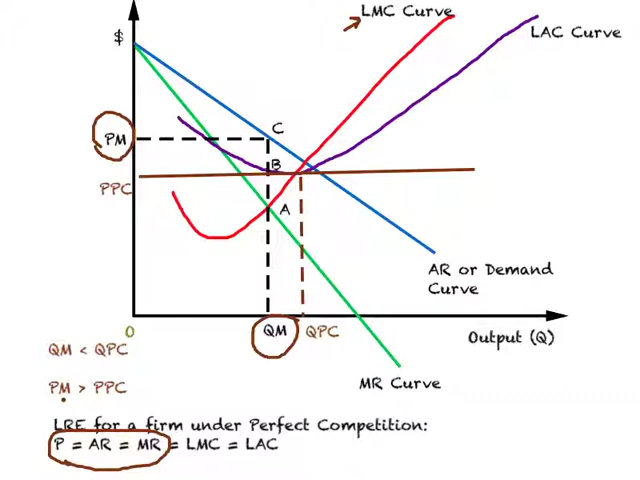 LMC Curve
$
LAC Curve
C
PM
B
PPC
A
AR or Demand
Curve
0
QM
QPC
Output (Q)
QM < QPC
MR Curve
PM > PPC
LRE for a firm under Perfect Competition:
P = AR = MR = LMC = LAC